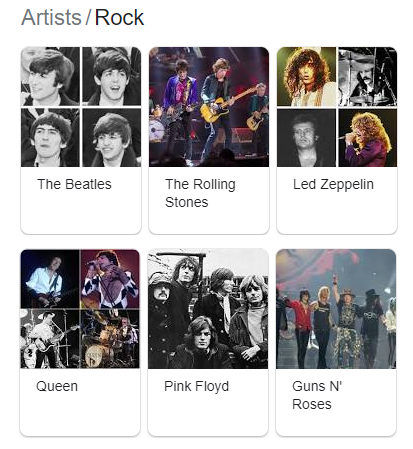 Artists/Rock
The Beatles
The Rolling
Stones
Led Zeppelin
Queen
Pink Floyd
Guns N'
Roses